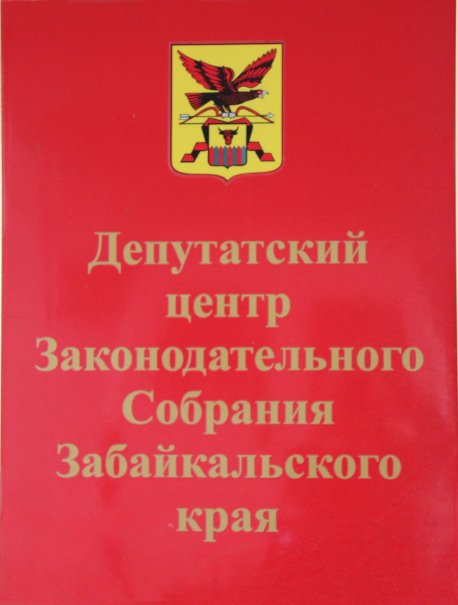 Депутатский
центр
Законодательного
Собрания
Забайкальского
края